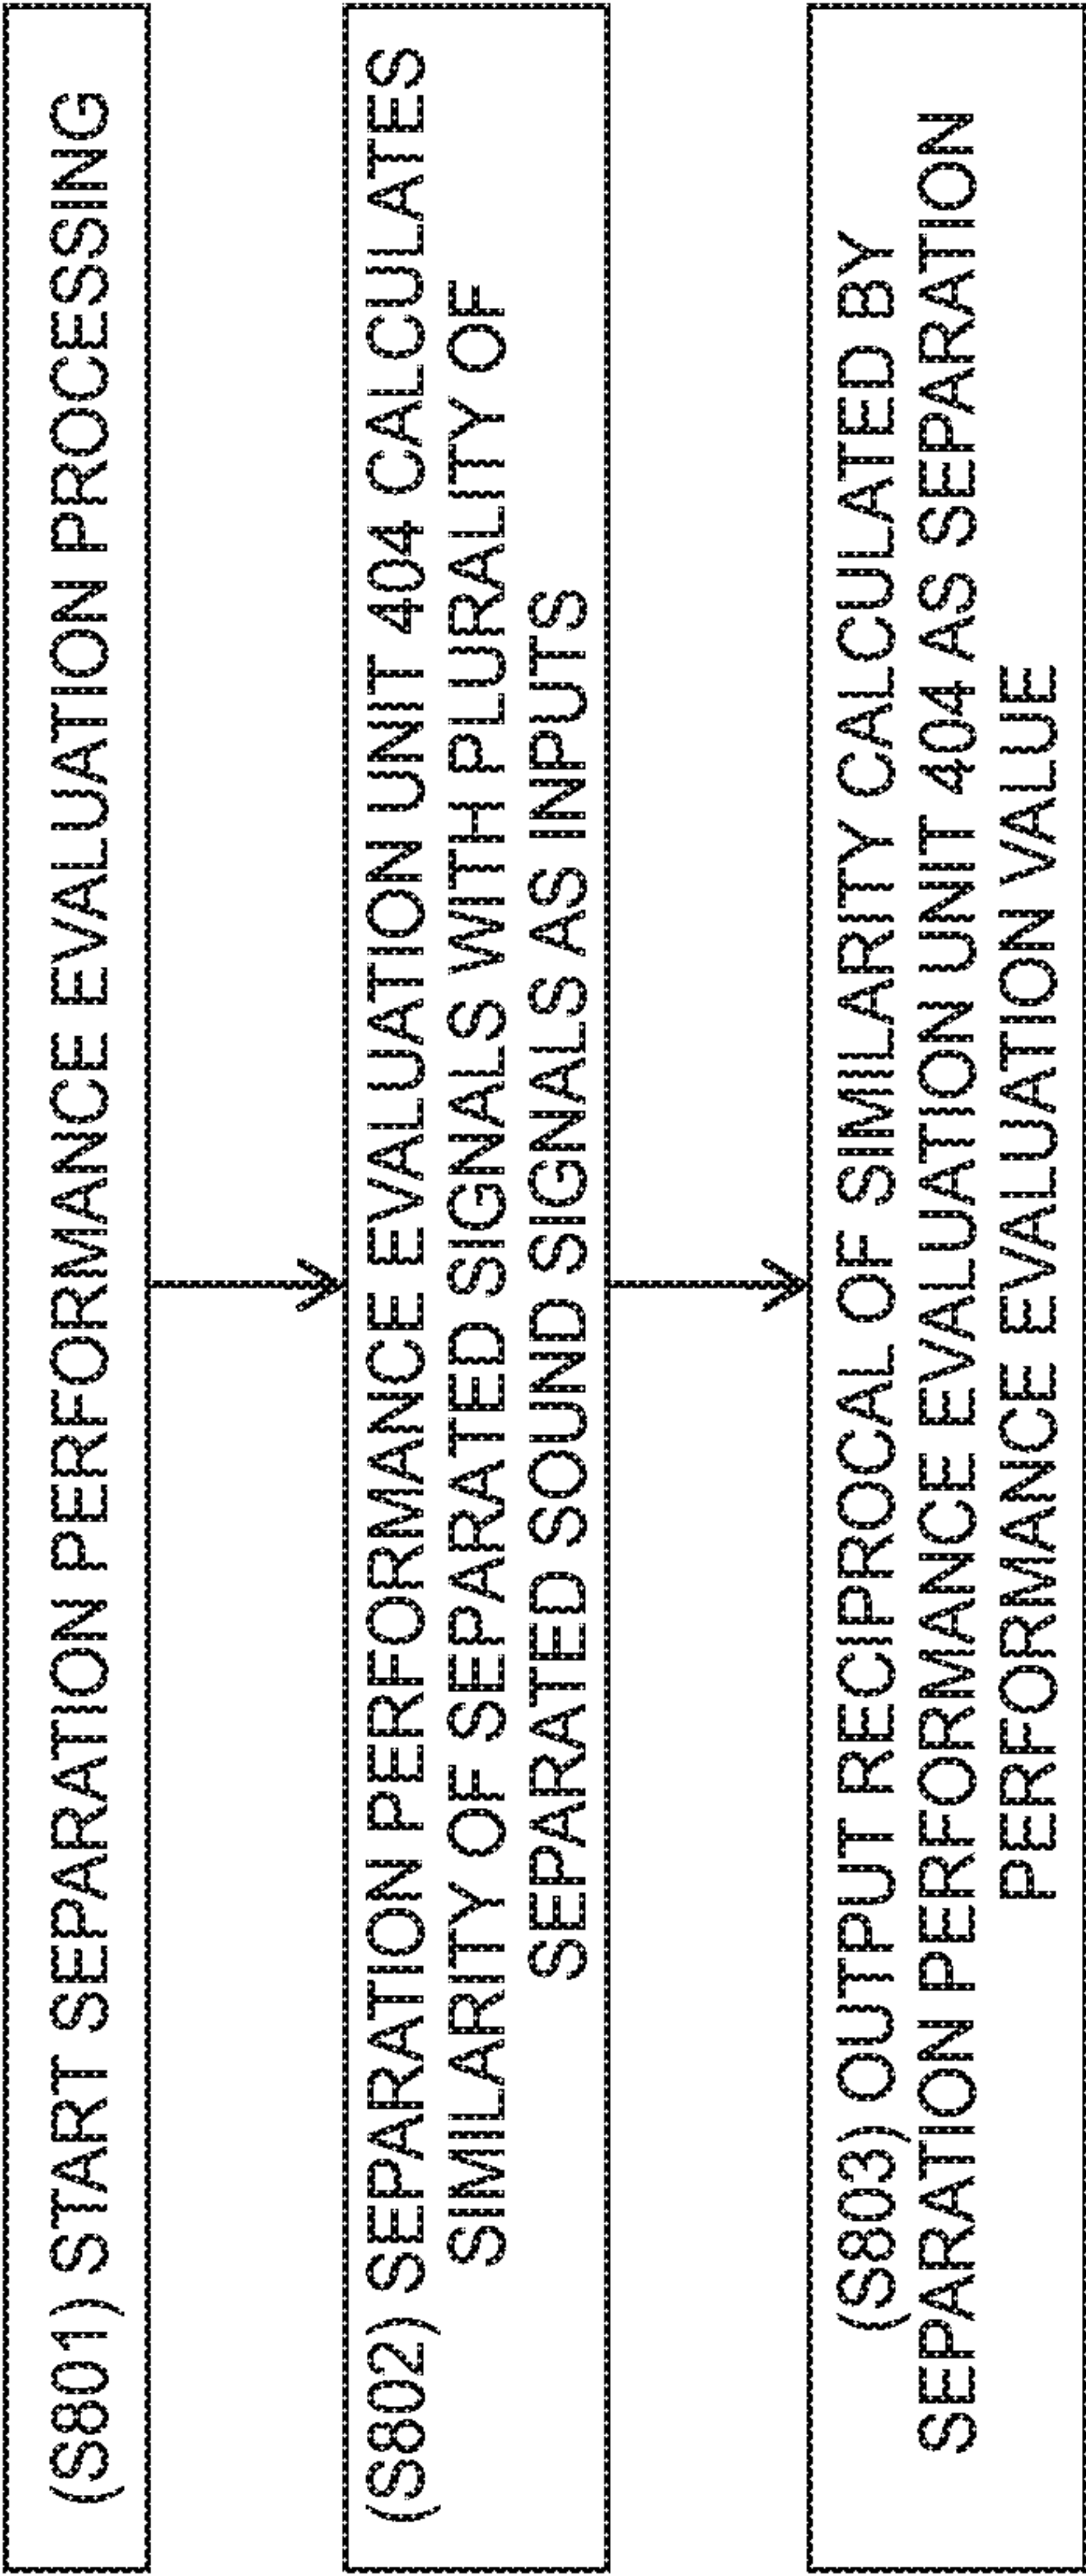 (S801) START SEPARATION PERFORMANCE EVALUATION PROCESSING
(S802) SEPARATION PERFORMANCE EVALUATION UNIT 404 CALCULATES
SIMILARITY OF SEPARATED SIGNALS WITH PLURALITY OF
SEPARATED SOUND SIGNALS AS INPUTS
(S803) OUTPUT RECIPROCAL OF SIMILARITY CALCULATED BY
SEPARATION PERFORMANCE EVALUATION UNIT 404 AS SEPARATION
PERFORMANCE EVALUATION VALUE